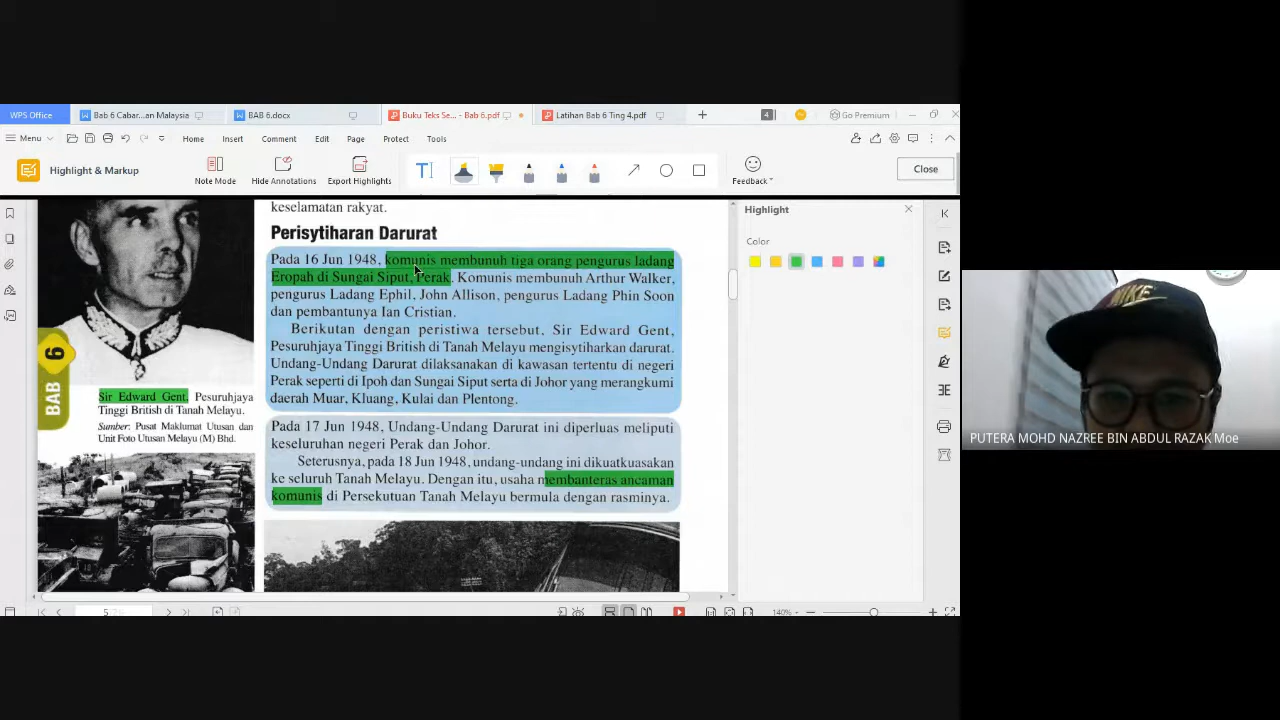 WPS Office
Bab 6 Cabar...an Malaysia
BAB 6.docx
Buku Teks Se... - Bab 6.pdf
Latihan Bab 6 Ting 4.pdf
4
Go Premium
Menu
Home
Insert
Comment
Edit
Page
Protect
Tools
Highlight & Markup
Note Mode
Hide Annotations
Export Highlights
Feedback
Close
keselamatan rakyat.
Perisytiharan Darurat
Pada 16 Jun 1948, komunis membunuh tiga orang pengurus ladang
Eropah di Sungai Siput, Perak. Komunis membunuh Arthur Walker,
pengurus Ladang Ephil, John Allison, pengurus Ladang Phin Soon
dan pembantunya Ian Cristian.
Berikutan dengan peristiwa tersebut, Sir Edward Gent,
Pesuruhjaya Tinggi British di Tanah Melayu mengisytiharkan darurat.
Undang-Undang Darurat dilaksanakan di kawasan tertentu di negeri
Perak seperti di Ipoh dan Sungai Siput serta di Johor yang merangkumi
daerah Muar, Kluang, Kulai dan Plentong.
Pada 17 Jun 1948, Undang-Undang Darurat ini diperluas meliputi
keseluruhan negeri Perak dan Johor.
Seterusnya, pada 18 Jun 1948, undang-undang ini dikuatkuasakan
ke seluruh Tanah Melayu. Dengan itu, usaha membanteras ancaman
komunis di Persekutuan Tanah Melayu bermula dengan rasminya.
BAB 6
Sir Edward Gent, Pesuruhjaya
Tinggi British di Tanah Melayu.
Sumber: Pusat Maklumat Utusan dan
Unit Foto Utusan Melayu (M) Bhd.
Highlight
Color
140%
NIKE
PUTERA MOHD NAZREE BIN ABDUL RAZAK Moe